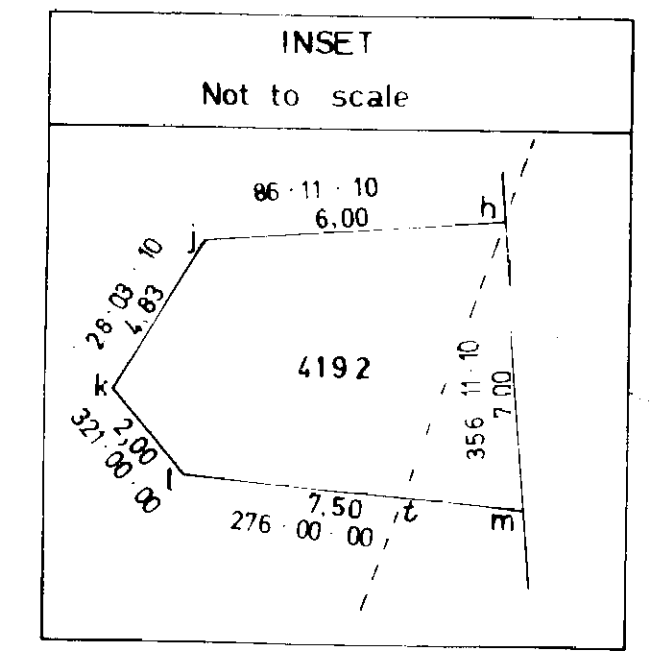 INSET
Not to scale
86·11·10
6,00
h
j
28·03·10
4,83
4192
356 11·10
7,00
k
2,00
321·00·00
l
7,50
276·00·00
t
m